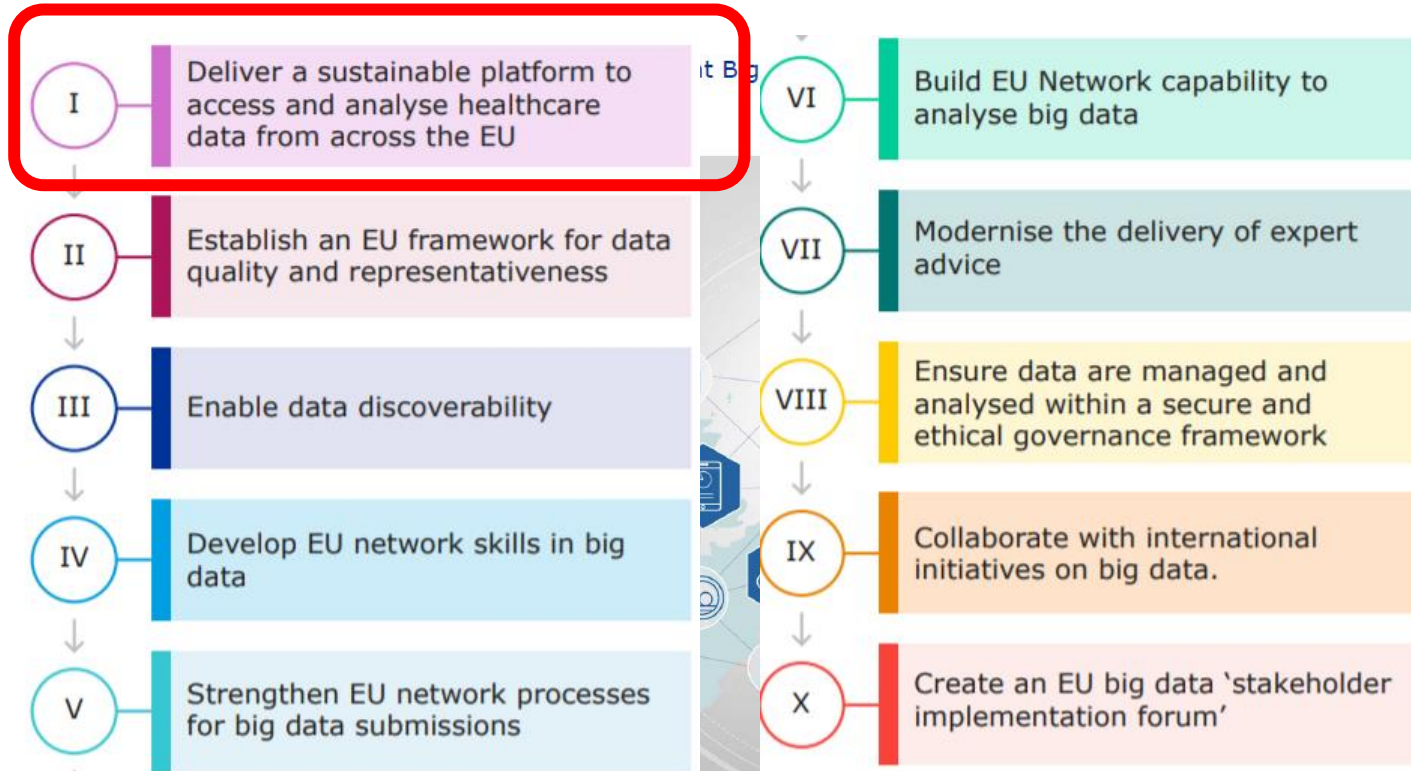 I
Deliver a sustainable platform to
access and analyse healthcare
data from across the EU
II
Establish an EU framework for data
quality and representativeness
III
Enable data discoverability
IV
Develop EU network skills in big
data
V
Strengthen EU network processes
for big data submissions
VI
Build EU Network capability to
analyse big data
VII
Modernise the delivery of expert
advice
VIII
Ensure data are managed and
analysed within a secure and
ethical governance framework
IX
Collaborate with international
initiatives on big data.
X
Create an EU big data ‘stakeholder
implementation forum’